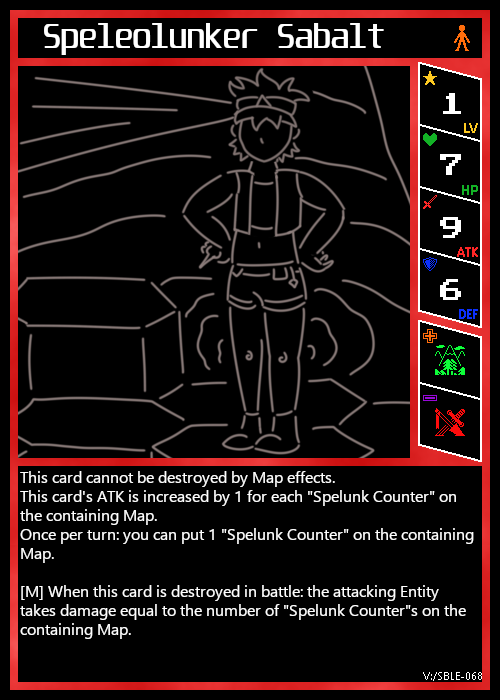 Speleolunker Sabalt
1
LV
7
HP
9
ATK
6
DEF
This card cannot be destroyed by Map effects.
This card's ATK is increased by 1 for each "Spelunk Counter" on
the containing Map.
Once per turn: you can put 1 "Spelunk Counter" on the containing
Map.
[M] When this card is destroyed in battle: the attacking Entity
takes damage equal to the number of "Spelunk Counter"s on the
containing Map.
V:/SBLE-068